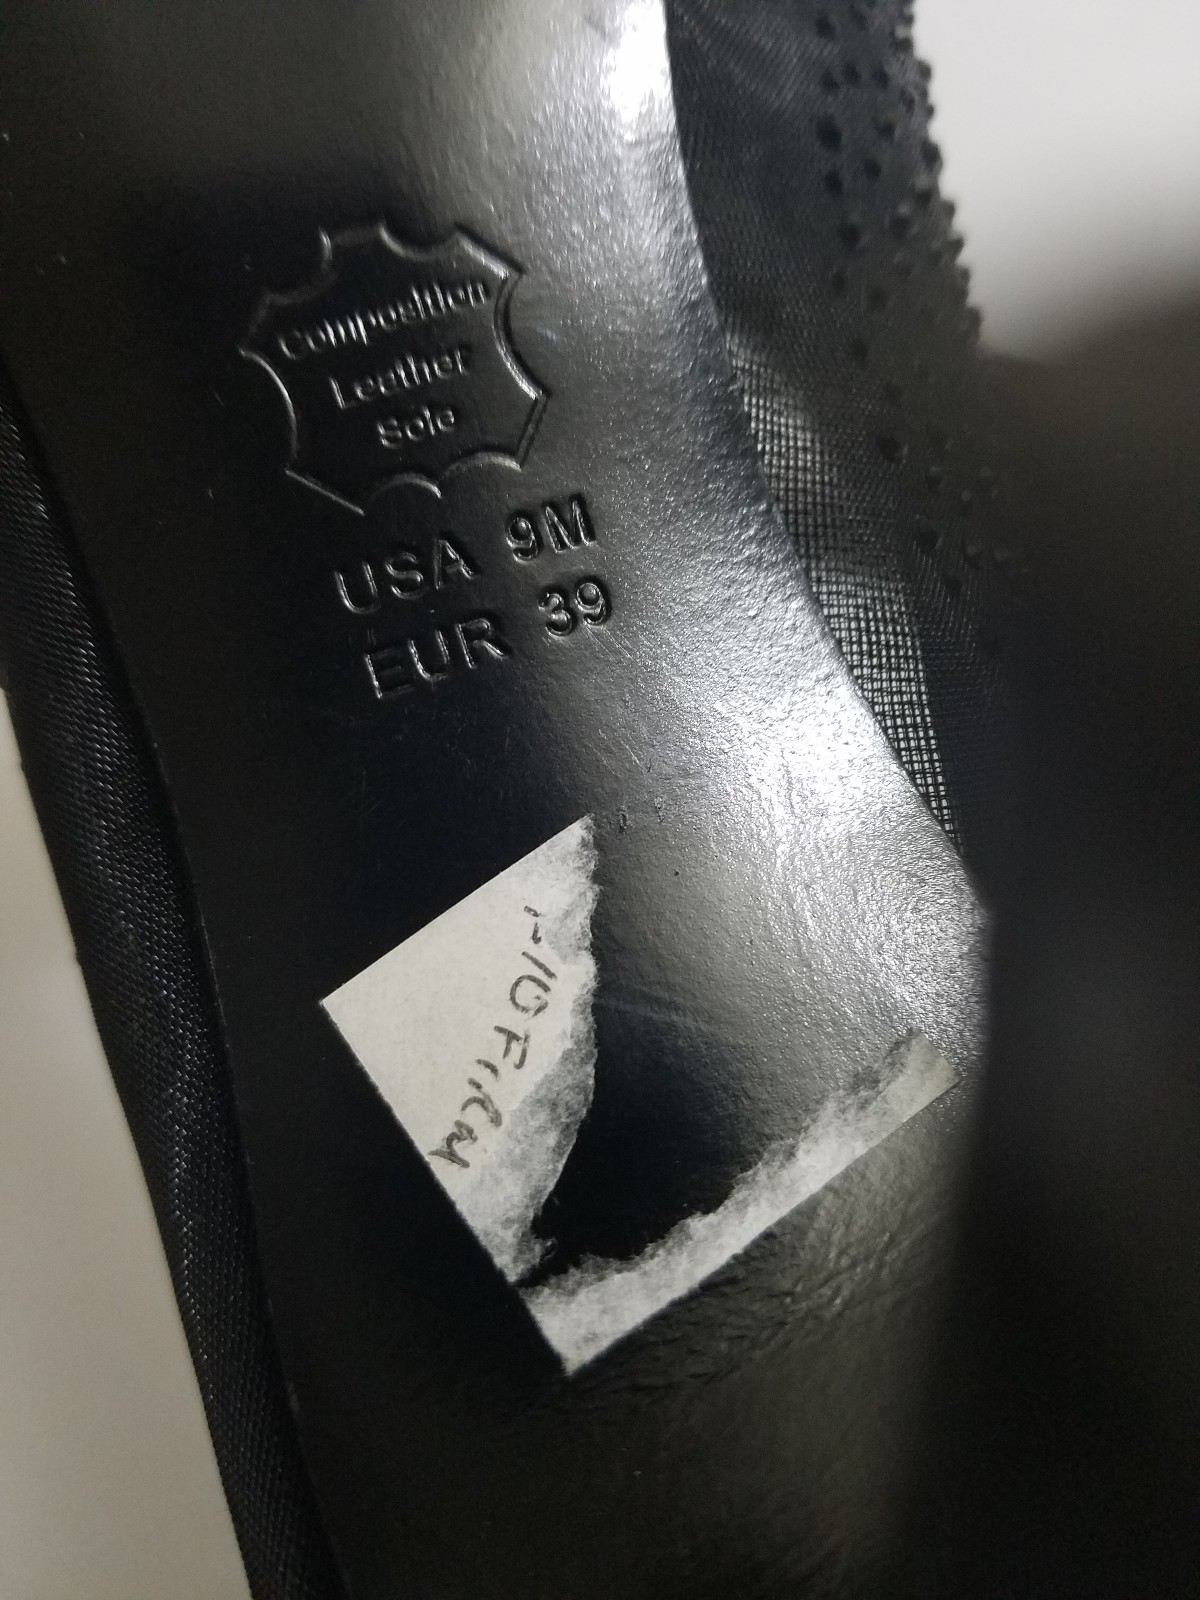 Composition
Leather
Sole
USA 9M
EUR 39